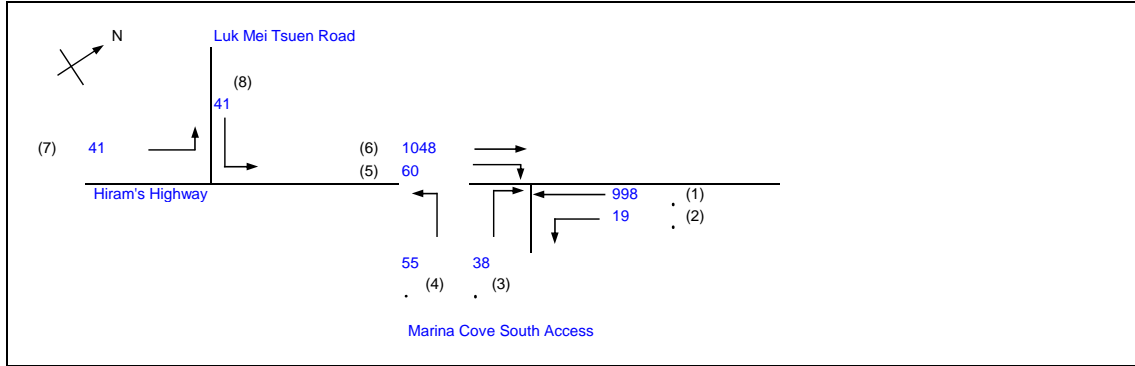 N
Luk Mei Tsuen Road
(8)
41
(7) 41
(6) 1048
(5) 60
Hiram's Highway
998 (1)
19 (2)
55 38
(4) (3)
Marina Cove South Access